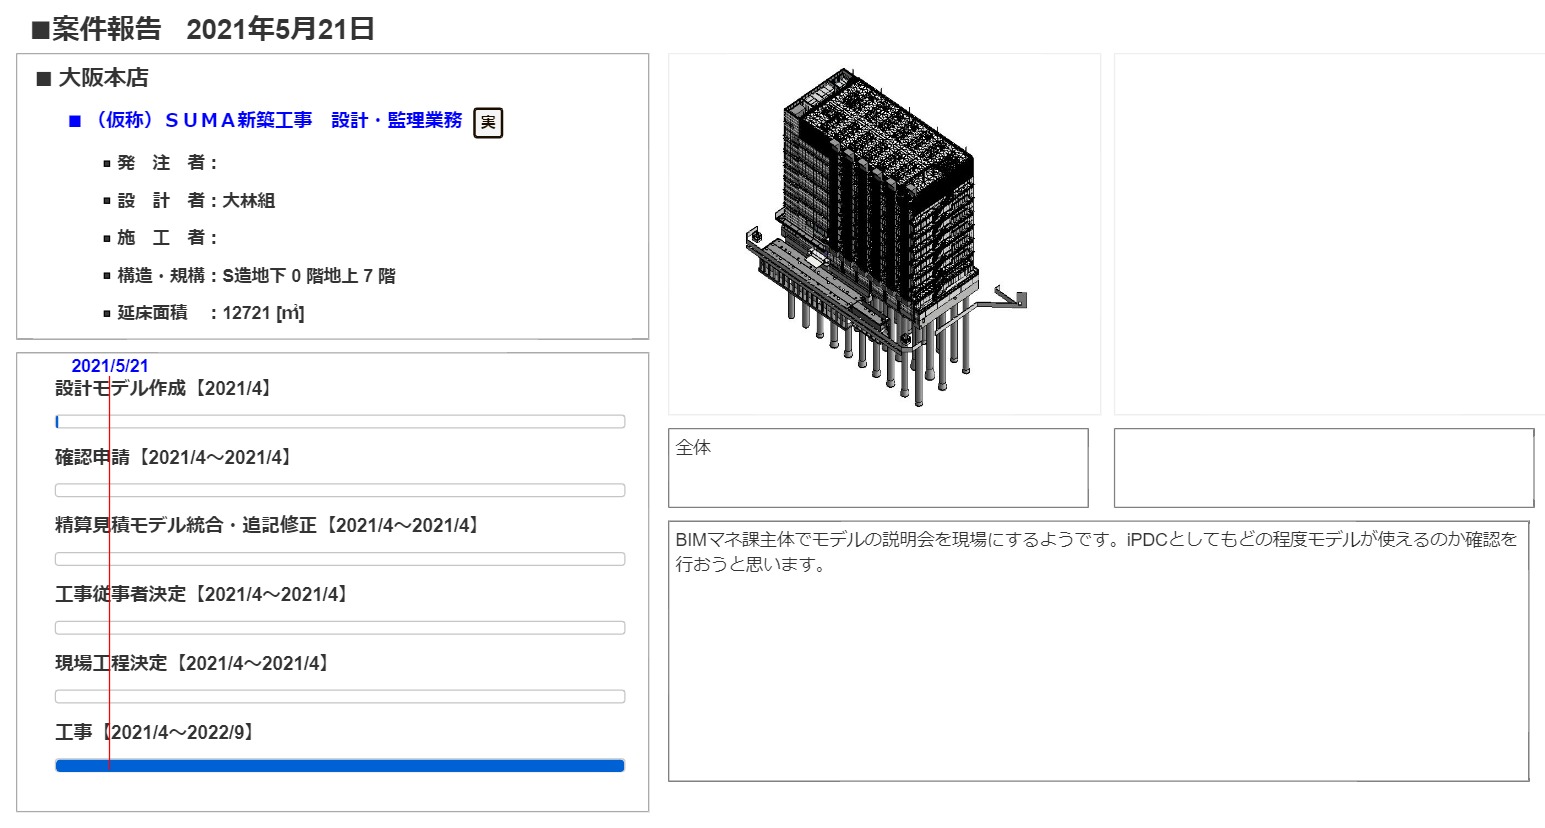 ■案件報告 2021年5月21日
■ 大阪本店
■ （仮称）ＳＵＭＡ新築工事　設計・監理業務 実
▪ 発　注　者：
▪ 設　計　者：大林組
▪ 施　工　者：
▪ 構造・規構：S造地下 0 階地上 7 階
▪ 延床面積　：12721 [㎡]
2021/5/21
設計モデル作成【2021/4】
確認申請【2021/4～2021/4】
精算見積モデル統合・追記修正【2021/4～2021/4】
工事従事者決定【2021/4～2021/4】
現場工程決定【2021/4～2021/4】
工事【2021/4～2022/9】
全体
BIMマネ課主体でモデルの説明会を現場にするようです。iPDCとしてもどの程度モデルが使えるのか確認を
行おうと思います。